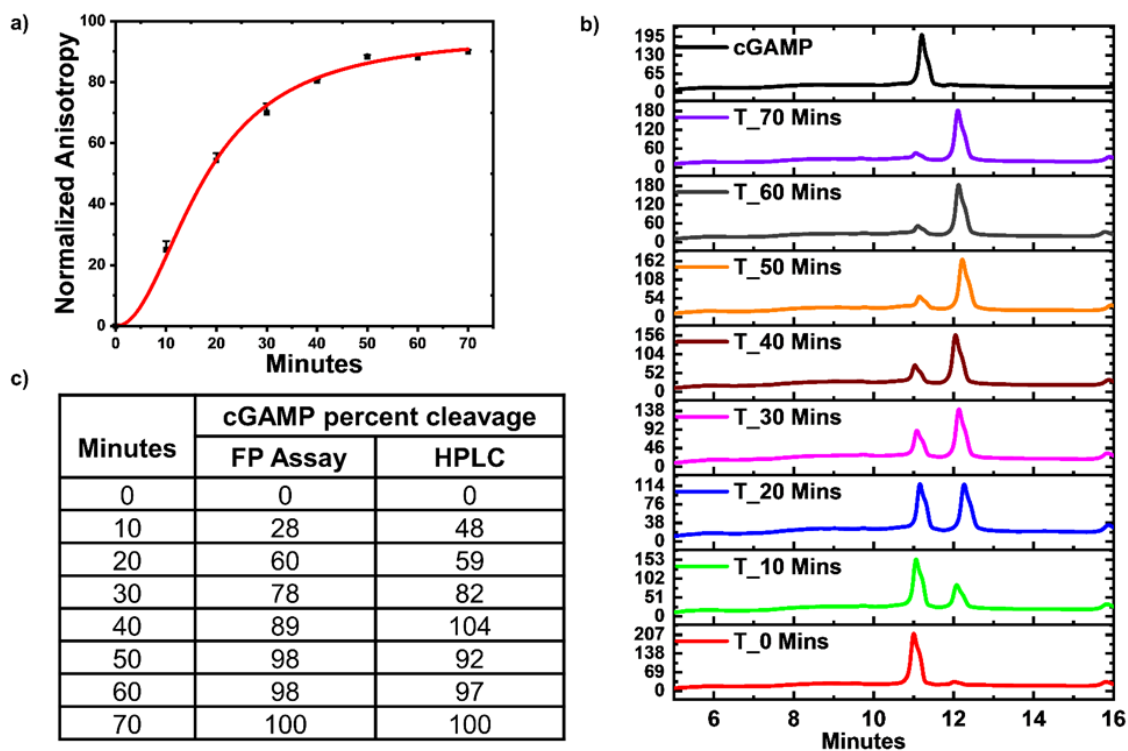 a)
Normalized Anisotropy
100
80
60
40
20
0
0 10 20 30 40 50 60 70
Minutes
b)
195
130
65
0
cGAMP
180
120
60
0
T_70 Mins
180
120
60
0
T_60 Mins
162
108
54
0
T_50 Mins
156
104
52
0
T_40 Mins
138
92
46
0
T_30 Mins
114
76
38
0
T_20 Mins
153
102
51
0
T_10 Mins
207
138
69
0
T_0 Mins
6 8 10 12 14 16
Minutes
c)
Minutes cGAMP percent cleavage
FP Assay HPLC
0 0 0
10 28 48
20 60 59
30 78 82
40 89 104
50 98 92
60 98 97
70 100 100